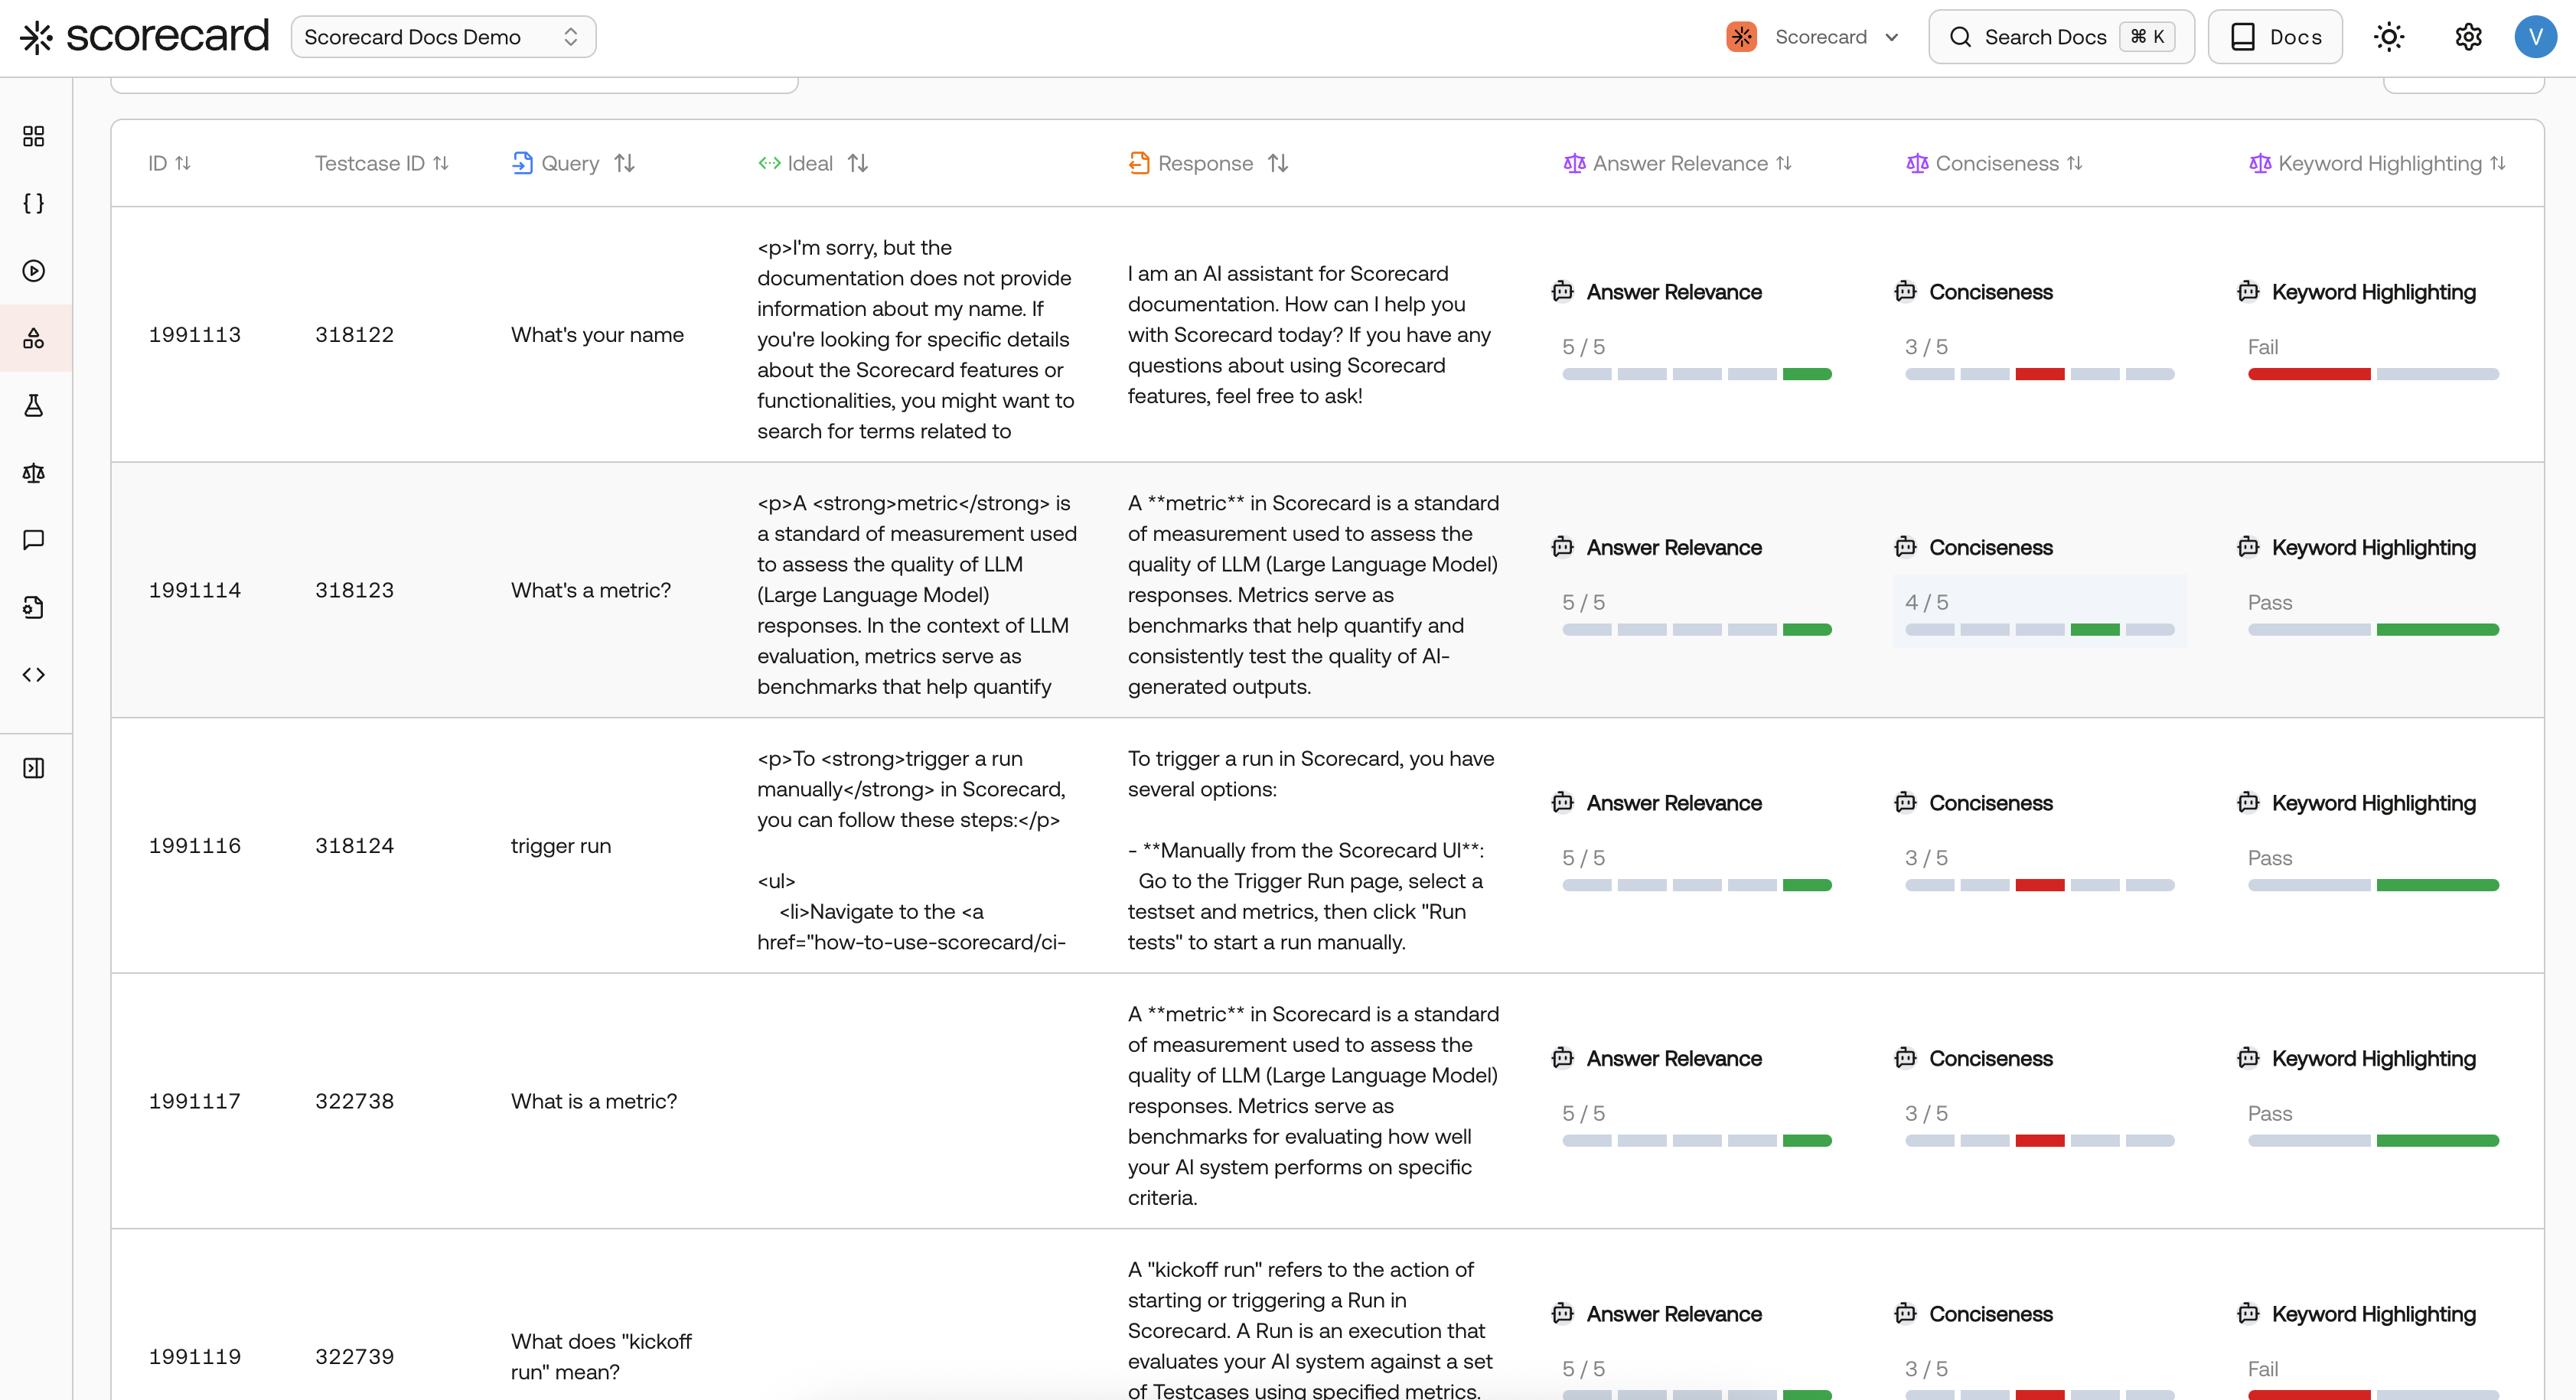 scorecard
Scorecard Docs Demo
Scorecard
Search Docs
⌘ K
Docs
V
ID
Testcase ID
Query
Ideal
Response
Answer Relevance
Conciseness
Keyword Highlighting
1991113
318122
What's your name
<p>I'm sorry, but the
documentation does not provide
information about my name. If
you're looking for specific details
about the Scorecard features or
functionalities, you might want to
search for terms related to
I am an AI assistant for Scorecard
documentation. How can I help you
with Scorecard today? If you have any
questions about using Scorecard
features, feel free to ask!
Answer Relevance
5 / 5
Conciseness
3 / 5
Keyword Highlighting
Fail
1991114
318123
What's a metric?
<p>A <strong>metric</strong> is
a standard of measurement used
to assess the quality of LLM
(Large Language Model)
responses. In the context of LLM
evaluation, metrics serve as
benchmarks that help quantify
A **metric** in Scorecard is a standard
of measurement used to assess the
quality of LLM (Large Language Model)
responses. Metrics serve as
benchmarks that help quantify and
consistently test the quality of AI-
generated outputs.
Answer Relevance
5 / 5
Conciseness
4 / 5
Keyword Highlighting
Pass
1991116
318124
trigger run
<p>To <strong>trigger a run
manually</strong> in Scorecard,
you can follow these steps:</p>
<ul>
<li>Navigate to the <a
href="how-to-use-scorecard/ci-
To trigger a run in Scorecard, you have
several options:
- **Manually from the Scorecard UI**:
Go to the Trigger Run page, select a
testset and metrics, then click "Run
tests" to start a run manually.
Answer Relevance
5 / 5
Conciseness
3 / 5
Keyword Highlighting
Pass
1991117
322738
What is a metric?
A **metric** in Scorecard is a standard
of measurement used to assess the
quality of LLM (Large Language Model)
responses. Metrics serve as
benchmarks for evaluating how well
your AI system performs on specific
criteria.
Answer Relevance
5 / 5
Conciseness
3 / 5
Keyword Highlighting
Pass
1991119
322739
What does "kickoff
run" mean?
A "kickoff run" refers to the action of
starting or triggering a Run in
Scorecard. A Run is an execution that
evaluates your AI system against a set
of Testcases using specified metrics.
Answer Relevance
5 / 5
Conciseness
3 / 5
Keyword Highlighting
Fail